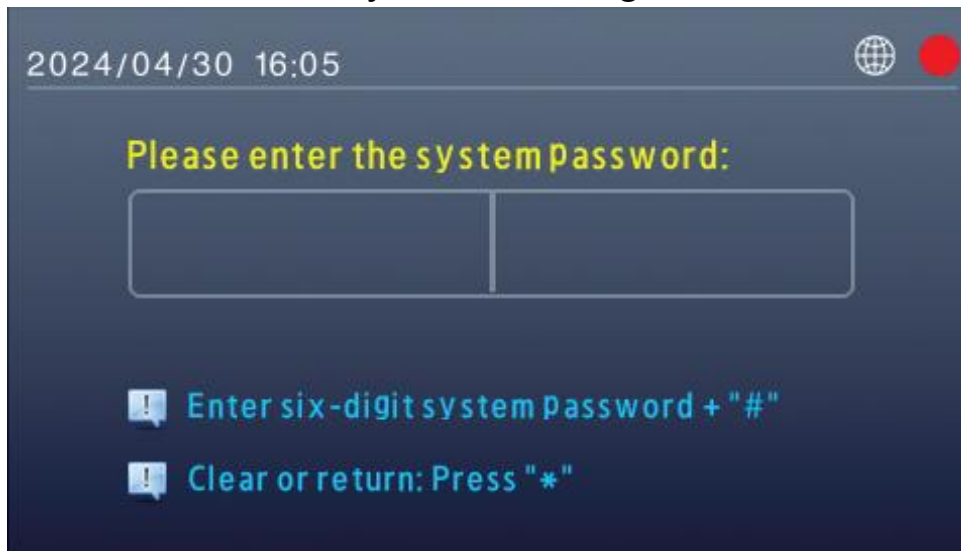 2024/04/30 16:05
Please enter the system password:
Enter six-digit system password + "#"
Clear or return: Press "*"